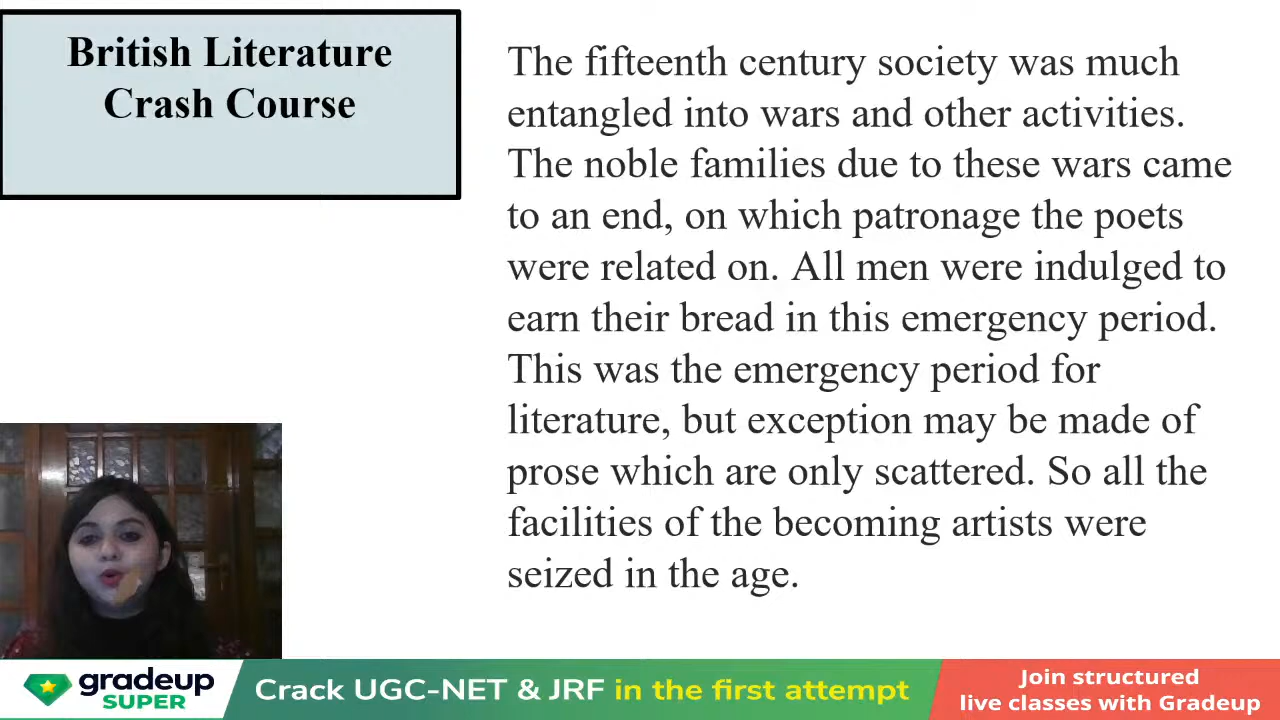 British Literature
Crash Course
The fifteenth century society was much
entangled into wars and other activities.
The noble families due to these wars came
to an end, on which patronage the poets
were related on. All men were indulged to
earn their bread in this emergency period.
This was the emergency period for
literature, but exception may be made of
prose which are only scattered. So all the
facilities of the becoming artists were
seized in the age.
gradeup
SUPER
Crack UGC-NET & JRF in the first attempt
Join structured
live classes with Gradeup